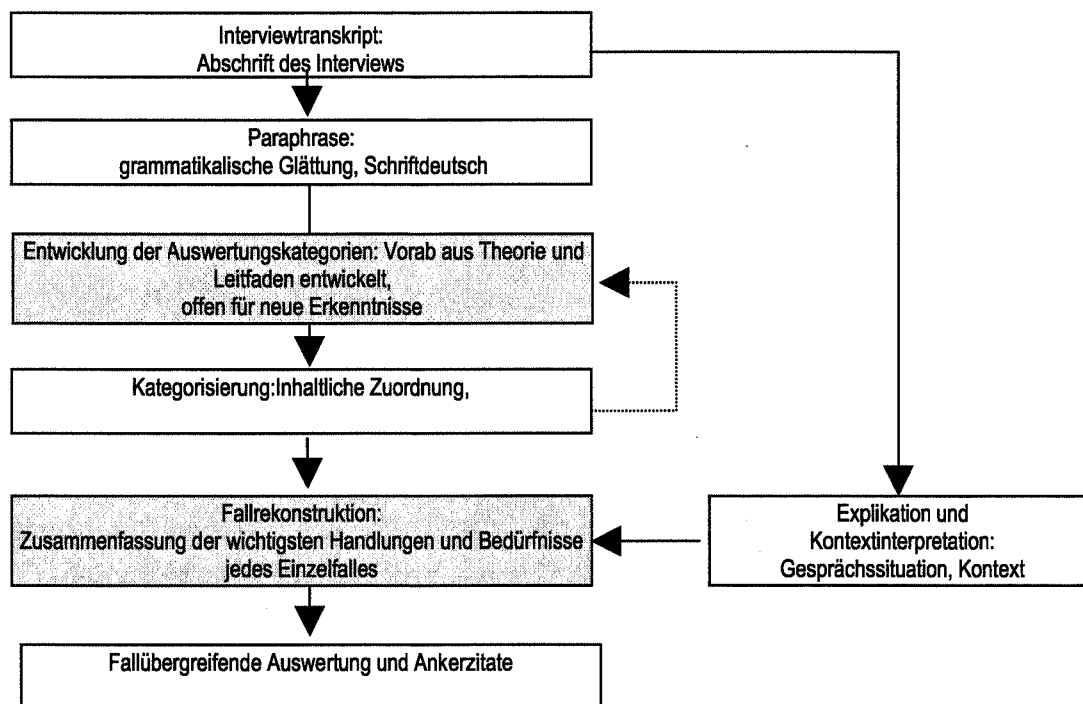 Interviewtranskript:
Abschrift des Interviews
Paraphrase:
grammatikalische Glättung, Schriftdeutsch
Entwicklung der Auswertungskategorien: Vorab aus Theorie und
Leitfaden entwickelt,
offen für neue Erkenntnisse
Kategorisierung:Inhaltliche Zuordnung,
Fallrekonstruktion:
Zusammenfassung der wichtigsten Handlungen und Bedürfnisse
jedes Einzelfalles
Explikation und
Kontextinterpretation:
Gesprächssituation, Kontext
Fallübergreifende Auswertung und Ankerzitate